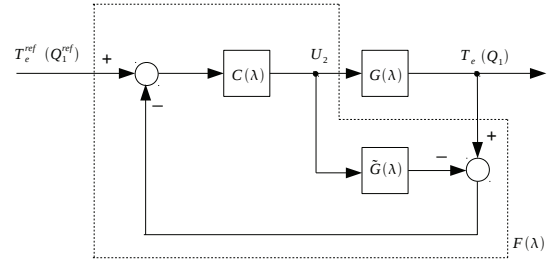 T_e^{ref} (Q_1^{ref}) + − C(λ) U_2 G(λ) T_e (Q_1)
+ − G̃(λ)
F(λ)